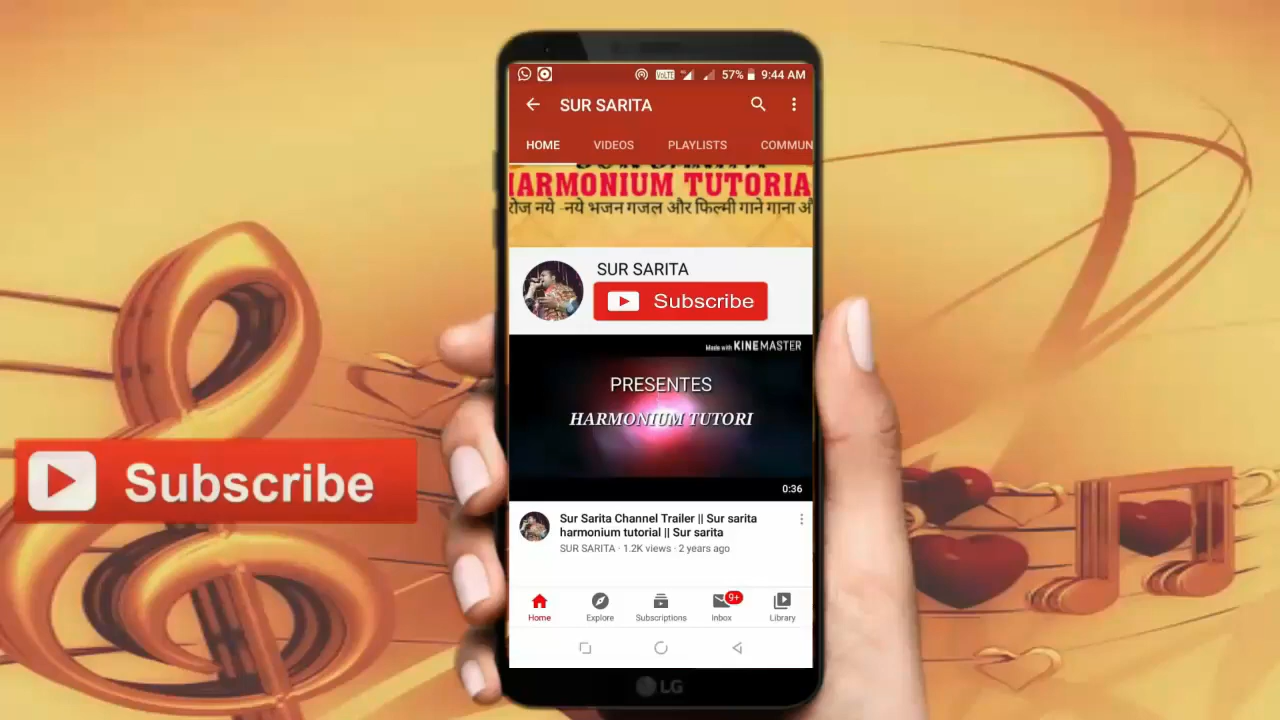 VoLTE 57% 9:44 AM
SUR SARITA
HOME VIDEOS PLAYLISTS COMMUN
HARMONIUM TUTORIA
रोज नये -नये भजन गजल और फिल्मी गाने गाना औ
SUR SARITA
Subscribe
Made with KINEMASTER
PRESENTES
HARMONIUM TUTORI
0:36
Sur Sarita Channel Trailer || Sur sarita
harmonium tutorial || Sur sarita
SUR SARITA · 1.2K views · 2 years ago
9+
Home Explore Subscriptions Inbox Library
LG
Subscribe